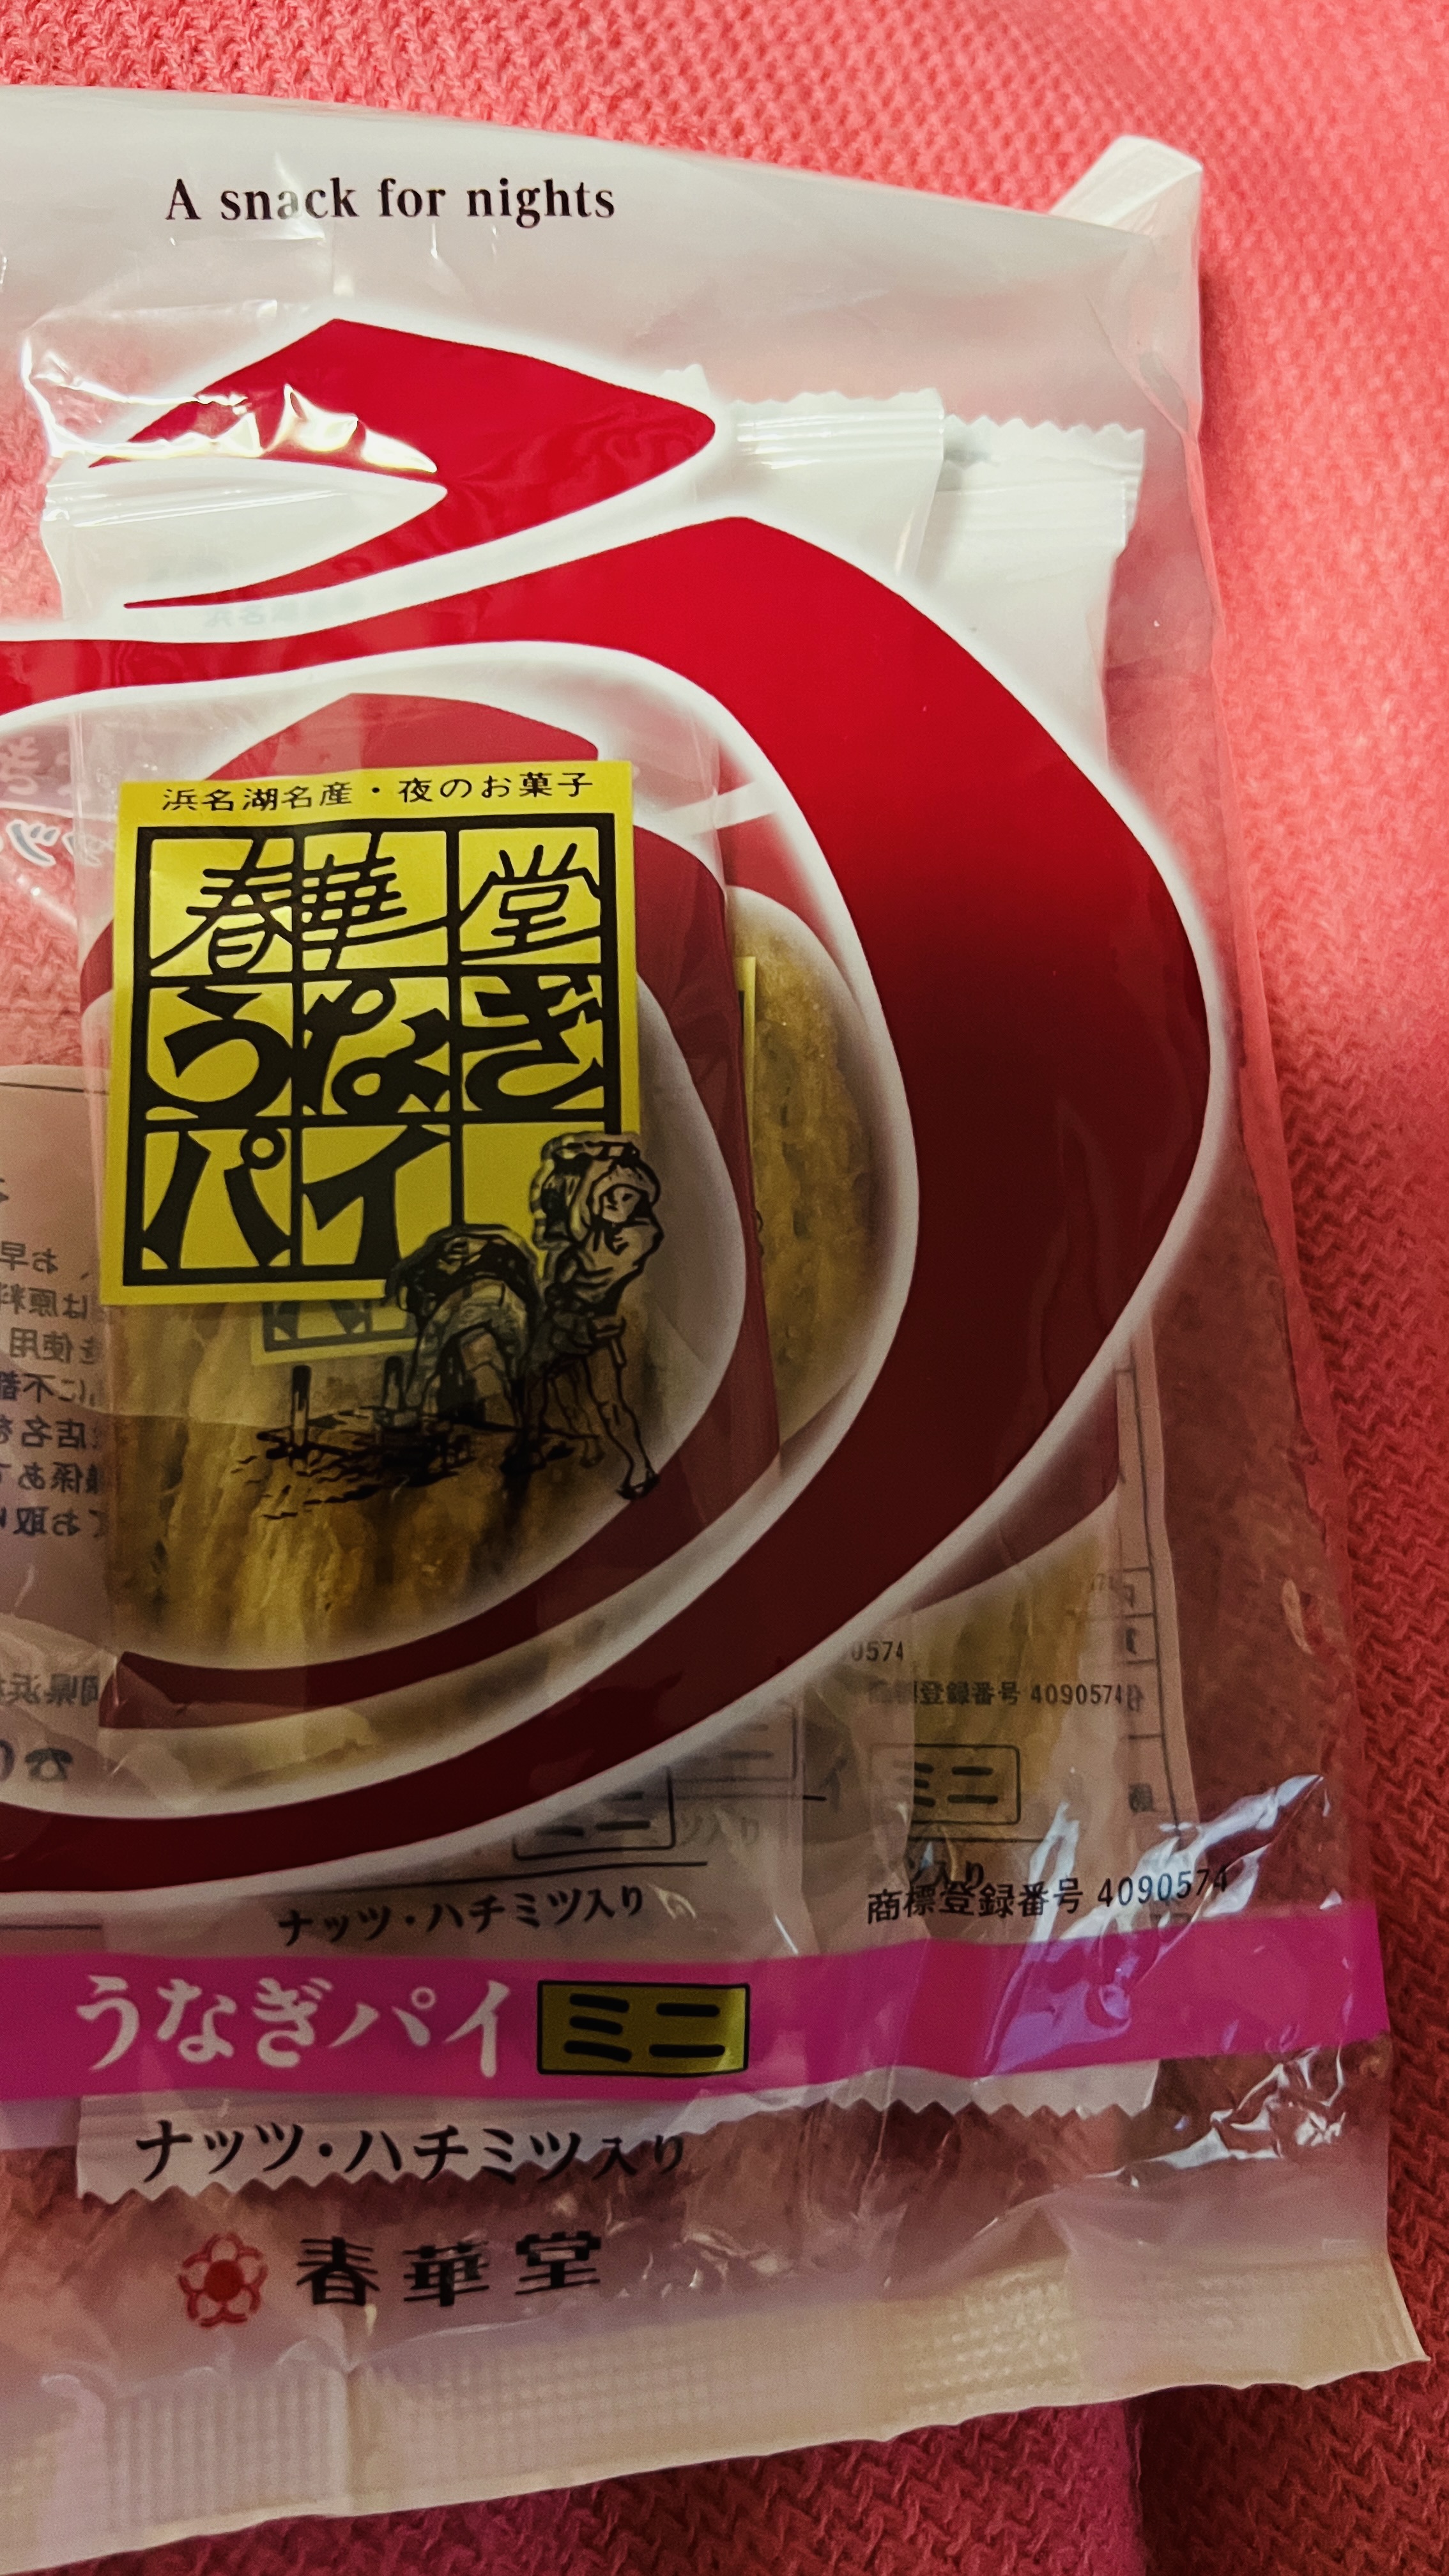 A snack for nights
う
浜名湖名産・夜のお菓子
春華堂
うなぎ
パイ
商標登録番号 4090574
ミニ
ナッツ・ハチミツ入り
商標登録番号 4090574
うなぎパイ ミニ
ナッツ・ハチミツ入り
春華堂